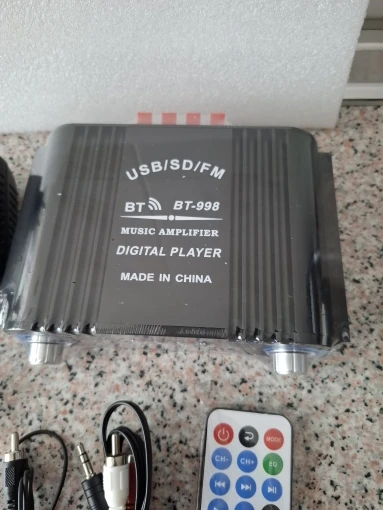 USB/SD/FM
BT BT-998
MUSIC AMPLIFIER
DIGITAL PLAYER
MADE IN CHINA
MODE
CH- CH+ EQ